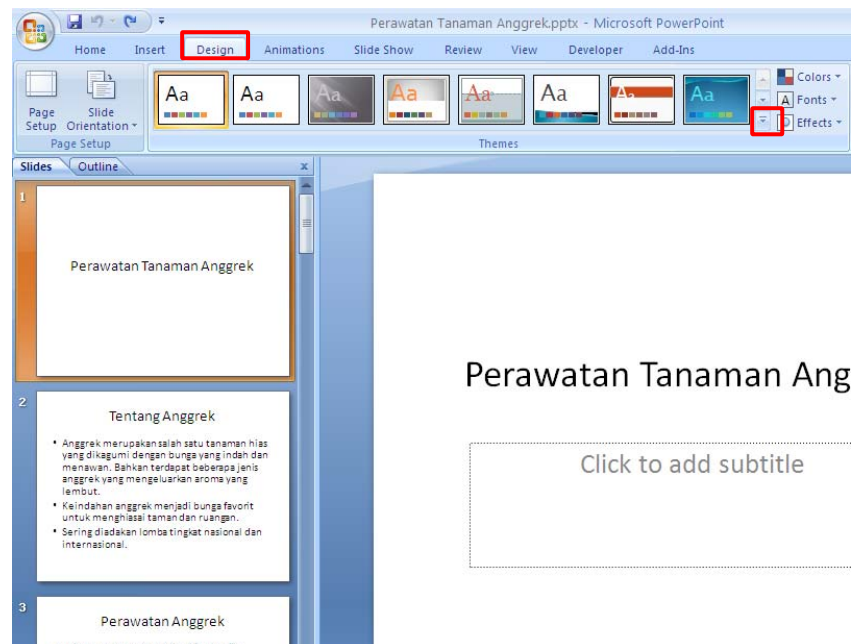 Perawatan Tanaman Anggrek.pptx - Microsoft PowerPoint
Home Insert Design Animations Slide Show Review View Developer Add-Ins
Page Setup
Slide Orientation
Page Setup
Aa Aa Aa Aa Aa Aa Aa Aa
Themes
Colors
Fonts
Effects
Slides Outline x
1
Perawatan Tanaman Anggrek
2
Tentang Anggrek
• Anggrek merupakan salah satu tanaman hias
yang dikagumi dengan bunga yang indah dan
menawan. Bahkan terdapat beberapa jenis
anggrek yang mengeluarkan aroma yang
lembut.
• Keindahan anggrek menjadi bunga favorit
untuk menghiasai taman dan ruangan.
• Sering diadakan lomba tingkat nasional dan
internasional.
3
Perawatan Anggrek
Perawatan Tanaman Ang
Click to add subtitle